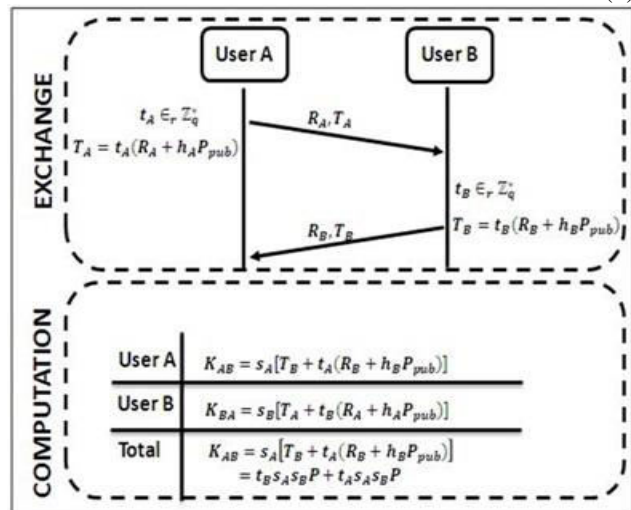 EXCHANGE
User A
User B
t_A ∈_r ℤ_q^*
R_A, T_A
T_A = t_A(R_A + h_A P_pub)
t_B ∈_r ℤ_q^*
R_B, T_B
T_B = t_B(R_B + h_B P_pub)
COMPUTATION
User A K_AB = s_A[T_B + t_A(R_B + h_B P_pub)]
User B K_BA = s_B[T_A + t_B(R_A + h_A P_pub)]
Total K_AB = s_A[T_B + t_A(R_B + h_B P_pub)]
= t_B s_A s_B P + t_A s_A s_B P